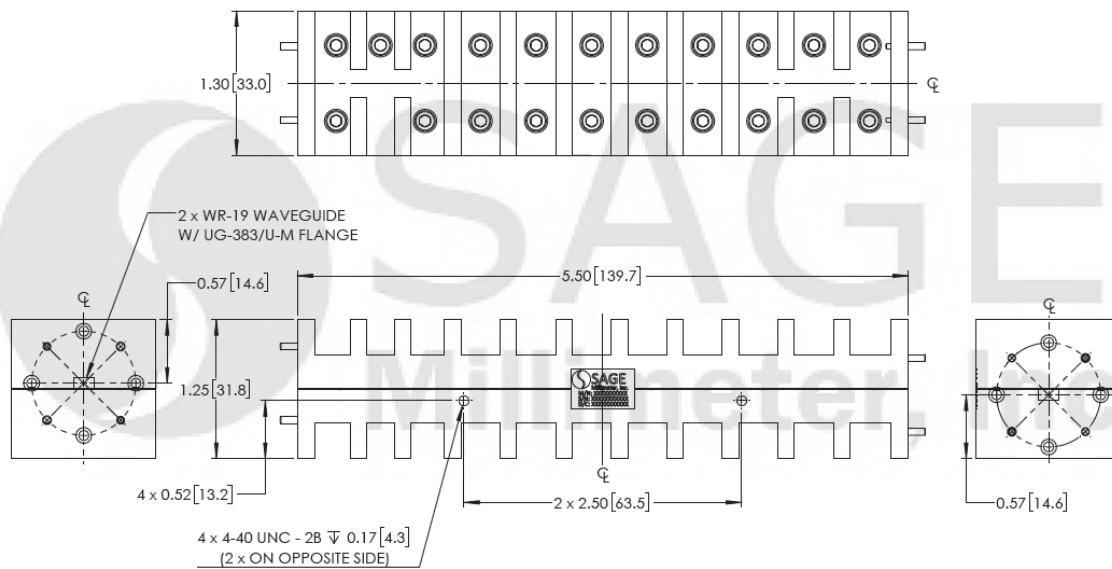 1.30[33.0]
℄
SAGE
Millimeter, Inc
2 x WR-19 WAVEGUIDE
W/ UG-383/U-M FLANGE
0.57[14.6]
5.50[139.7]
℄
℄
1.25[31.8]
SAGE
Millimeter, Inc.
℄
4 x 0.52[13.2]
2 x 2.50[63.5]
0.57[14.6]
4 x 4-40 UNC - 2B ↧ 0.17[4.3]
(2 x ON OPPOSITE SIDE)